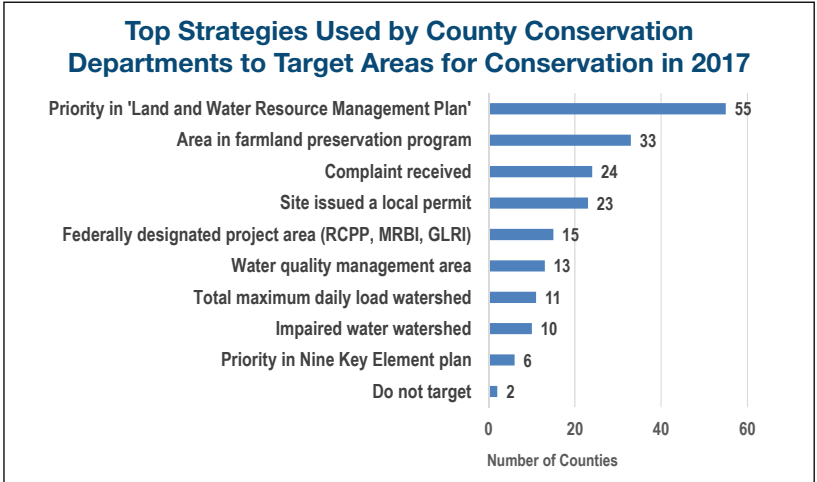 Top Strategies Used by County Conservation
Departments to Target Areas for Conservation in 2017
Priority in 'Land and Water Resource Management Plan' 55
Area in farmland preservation program 33
Complaint received 24
Site issued a local permit 23
Federally designated project area (RCPP, MRBI, GLRI) 15
Water quality management area 13
Total maximum daily load watershed 11
Impaired water watershed 10
Priority in Nine Key Element plan 6
Do not target 2
0 20 40 60
Number of Counties